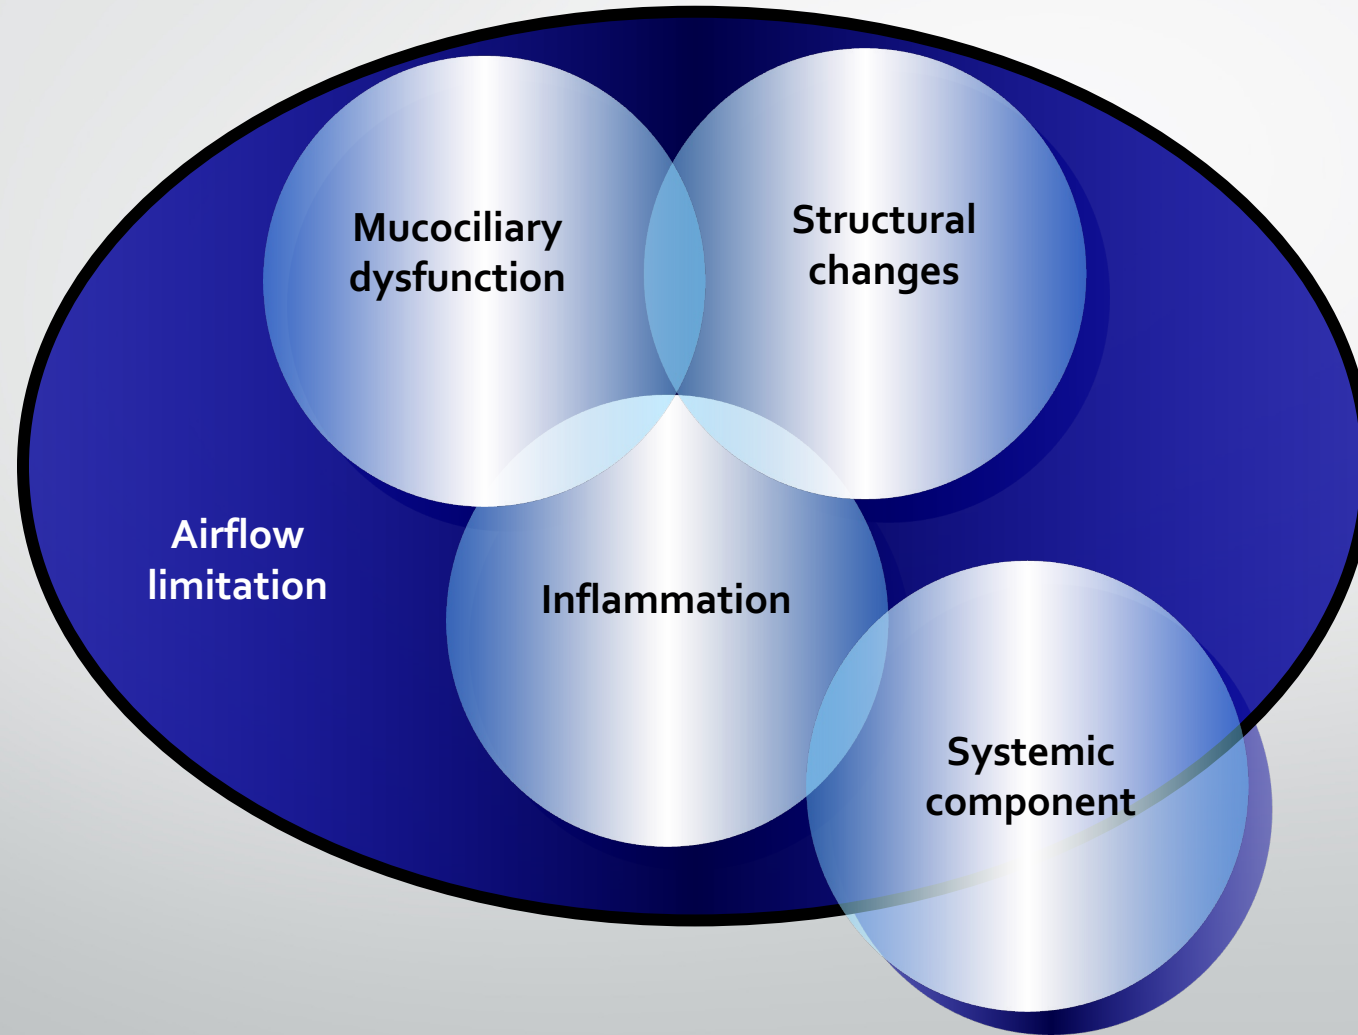 Mucociliary
dysfunction
Structural
changes
Airflow
limitation
Inflammation
Systemic
component